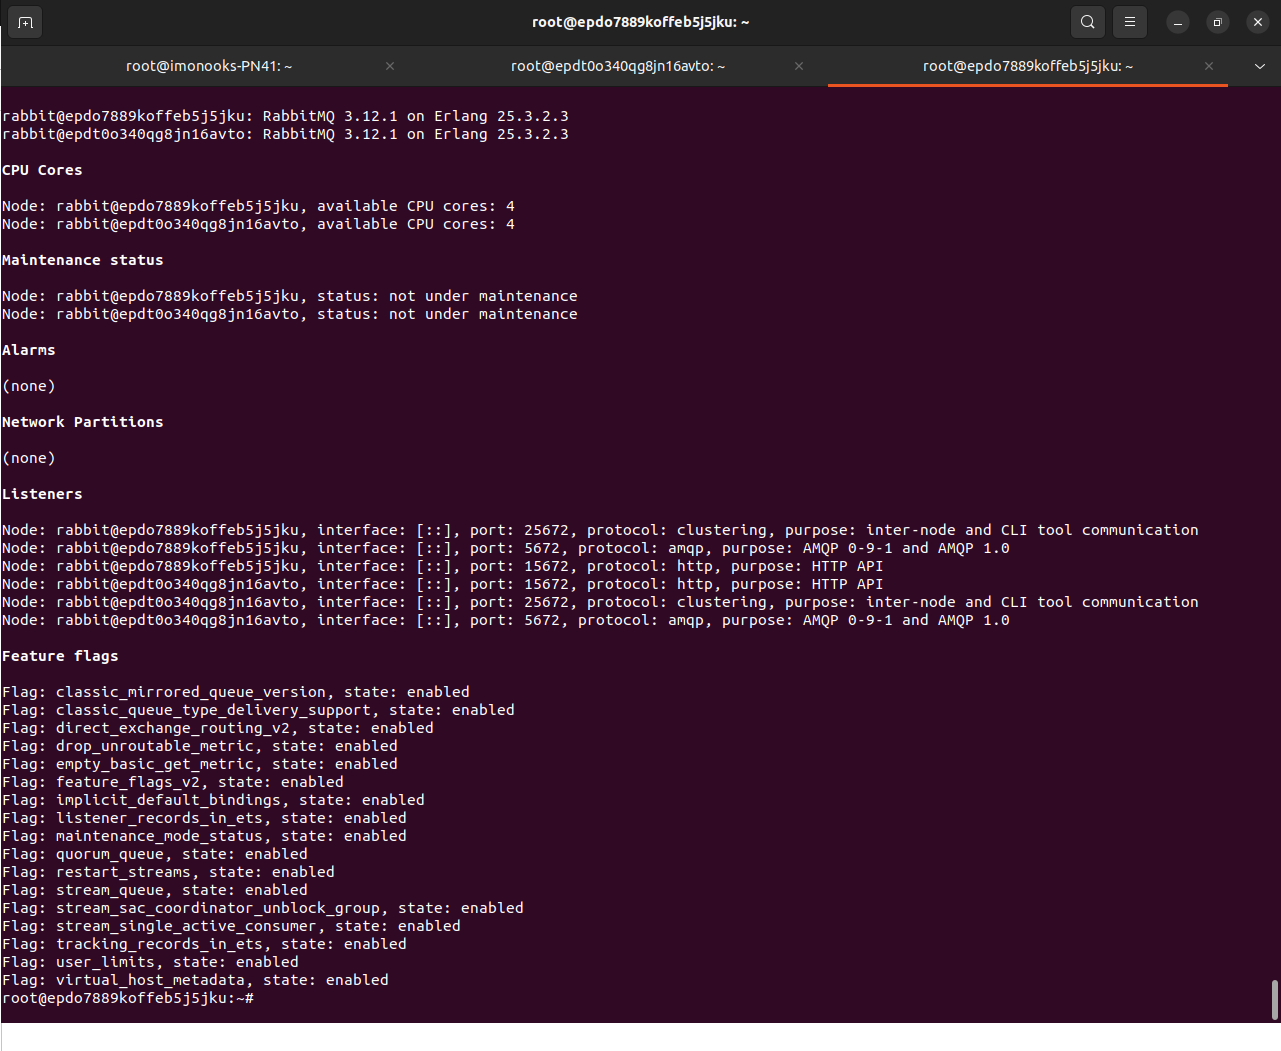 root@epdo7889koffeb5j5jku: ~
root@imonooks-PN41: ~
root@epdt0o340qg8jn16avto: ~
root@epdo7889koffeb5j5jku: ~
rabbit@epdo7889koffeb5j5jku: RabbitMQ 3.12.1 on Erlang 25.3.2.3
rabbit@epdt0o340qg8jn16avto: RabbitMQ 3.12.1 on Erlang 25.3.2.3
CPU Cores
Node: rabbit@epdo7889koffeb5j5jku, available CPU cores: 4
Node: rabbit@epdt0o340qg8jn16avto, available CPU cores: 4
Maintenance status
Node: rabbit@epdo7889koffeb5j5jku, status: not under maintenance
Node: rabbit@epdt0o340qg8jn16avto, status: not under maintenance
Alarms
(none)
Network Partitions
(none)
Listeners
Node: rabbit@epdo7889koffeb5j5jku, interface: [::], port: 25672, protocol: clustering, purpose: inter-node and CLI tool communication
Node: rabbit@epdo7889koffeb5j5jku, interface: [::], port: 5672, protocol: amqp, purpose: AMQP 0-9-1 and AMQP 1.0
Node: rabbit@epdo7889koffeb5j5jku, interface: [::], port: 15672, protocol: http, purpose: HTTP API
Node: rabbit@epdt0o340qg8jn16avto, interface: [::], port: 15672, protocol: http, purpose: HTTP API
Node: rabbit@epdt0o340qg8jn16avto, interface: [::], port: 25672, protocol: clustering, purpose: inter-node and CLI tool communication
Node: rabbit@epdt0o340qg8jn16avto, interface: [::], port: 5672, protocol: amqp, purpose: AMQP 0-9-1 and AMQP 1.0
Feature flags
Flag: classic_mirrored_queue_version, state: enabled
Flag: classic_queue_type_delivery_support, state: enabled
Flag: direct_exchange_routing_v2, state: enabled
Flag: drop_unroutable_metric, state: enabled
Flag: empty_basic_get_metric, state: enabled
Flag: feature_flags_v2, state: enabled
Flag: implicit_default_bindings, state: enabled
Flag: listener_records_in_ets, state: enabled
Flag: maintenance_mode_status, state: enabled
Flag: quorum_queue, state: enabled
Flag: restart_streams, state: enabled
Flag: stream_queue, state: enabled
Flag: stream_sac_coordinator_unblock_group, state: enabled
Flag: stream_single_active_consumer, state: enabled
Flag: tracking_records_in_ets, state: enabled
Flag: user_limits, state: enabled
Flag: virtual_host_metadata, state: enabled
root@epdo7889koffeb5j5jku:~#